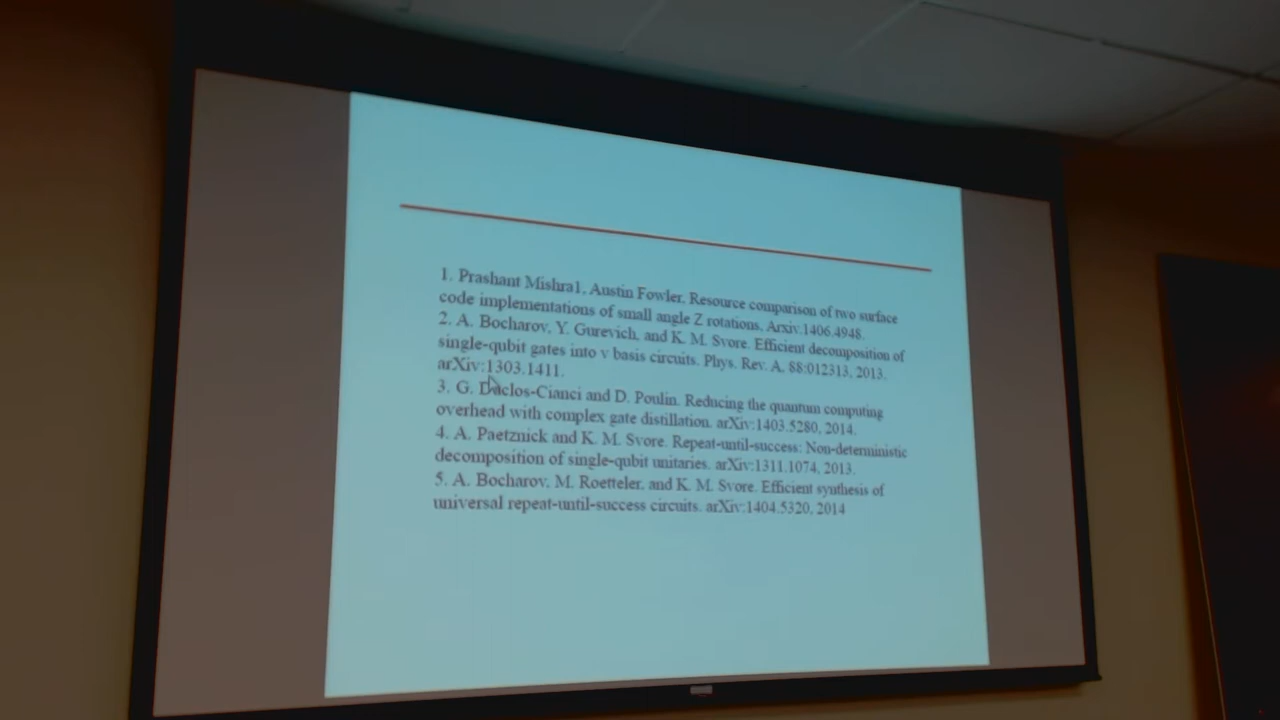 1. Prashant Mishra1, Austin Fowler, Resource comparison of two surface
code implementations of small angle Z rotations, Arxiv:1406.4948.
2. A. Bocharov, Y. Gurevich, and K. M. Svore. Efficient decomposition of
single-qubit gates into v basis circuits. Phys. Rev. A, 88:012313, 2013.
arXiv:1303.1411.
3. G. Duclos-Cianci and D. Poulin. Reducing the quantum computing
overhead with complex gate distillation. arXiv:1403.5280, 2014.
4. A. Paetznick and K. M. Svore. Repeat-until-success: Non-deterministic
decomposition of single-qubit unitaries. arXiv:1311.1074, 2013.
5. A. Bocharov, M. Roetteler, and K. M. Svore. Efficient synthesis of
universal repeat-until-success circuits. arXiv:1404.5320, 2014